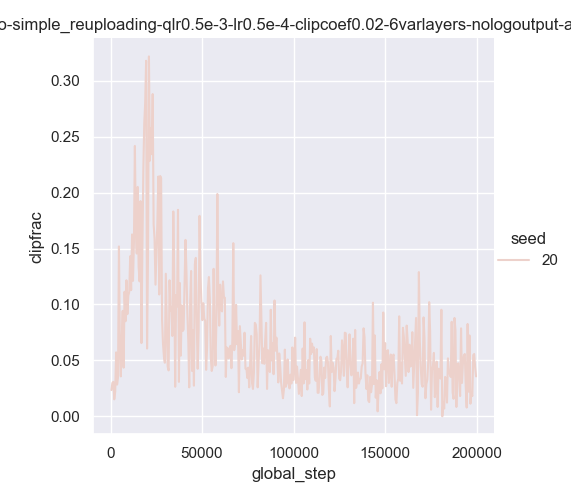 o-simple_reuploading-qlr0.5e-3-lr0.5e-4-clipcoef0.02-6varlayers-nologoutput-a
0.30
0.25
0.20
0.15
0.10
0.05
0.00
clipfrac
0 50000 100000 150000 200000
global_step
seed
20